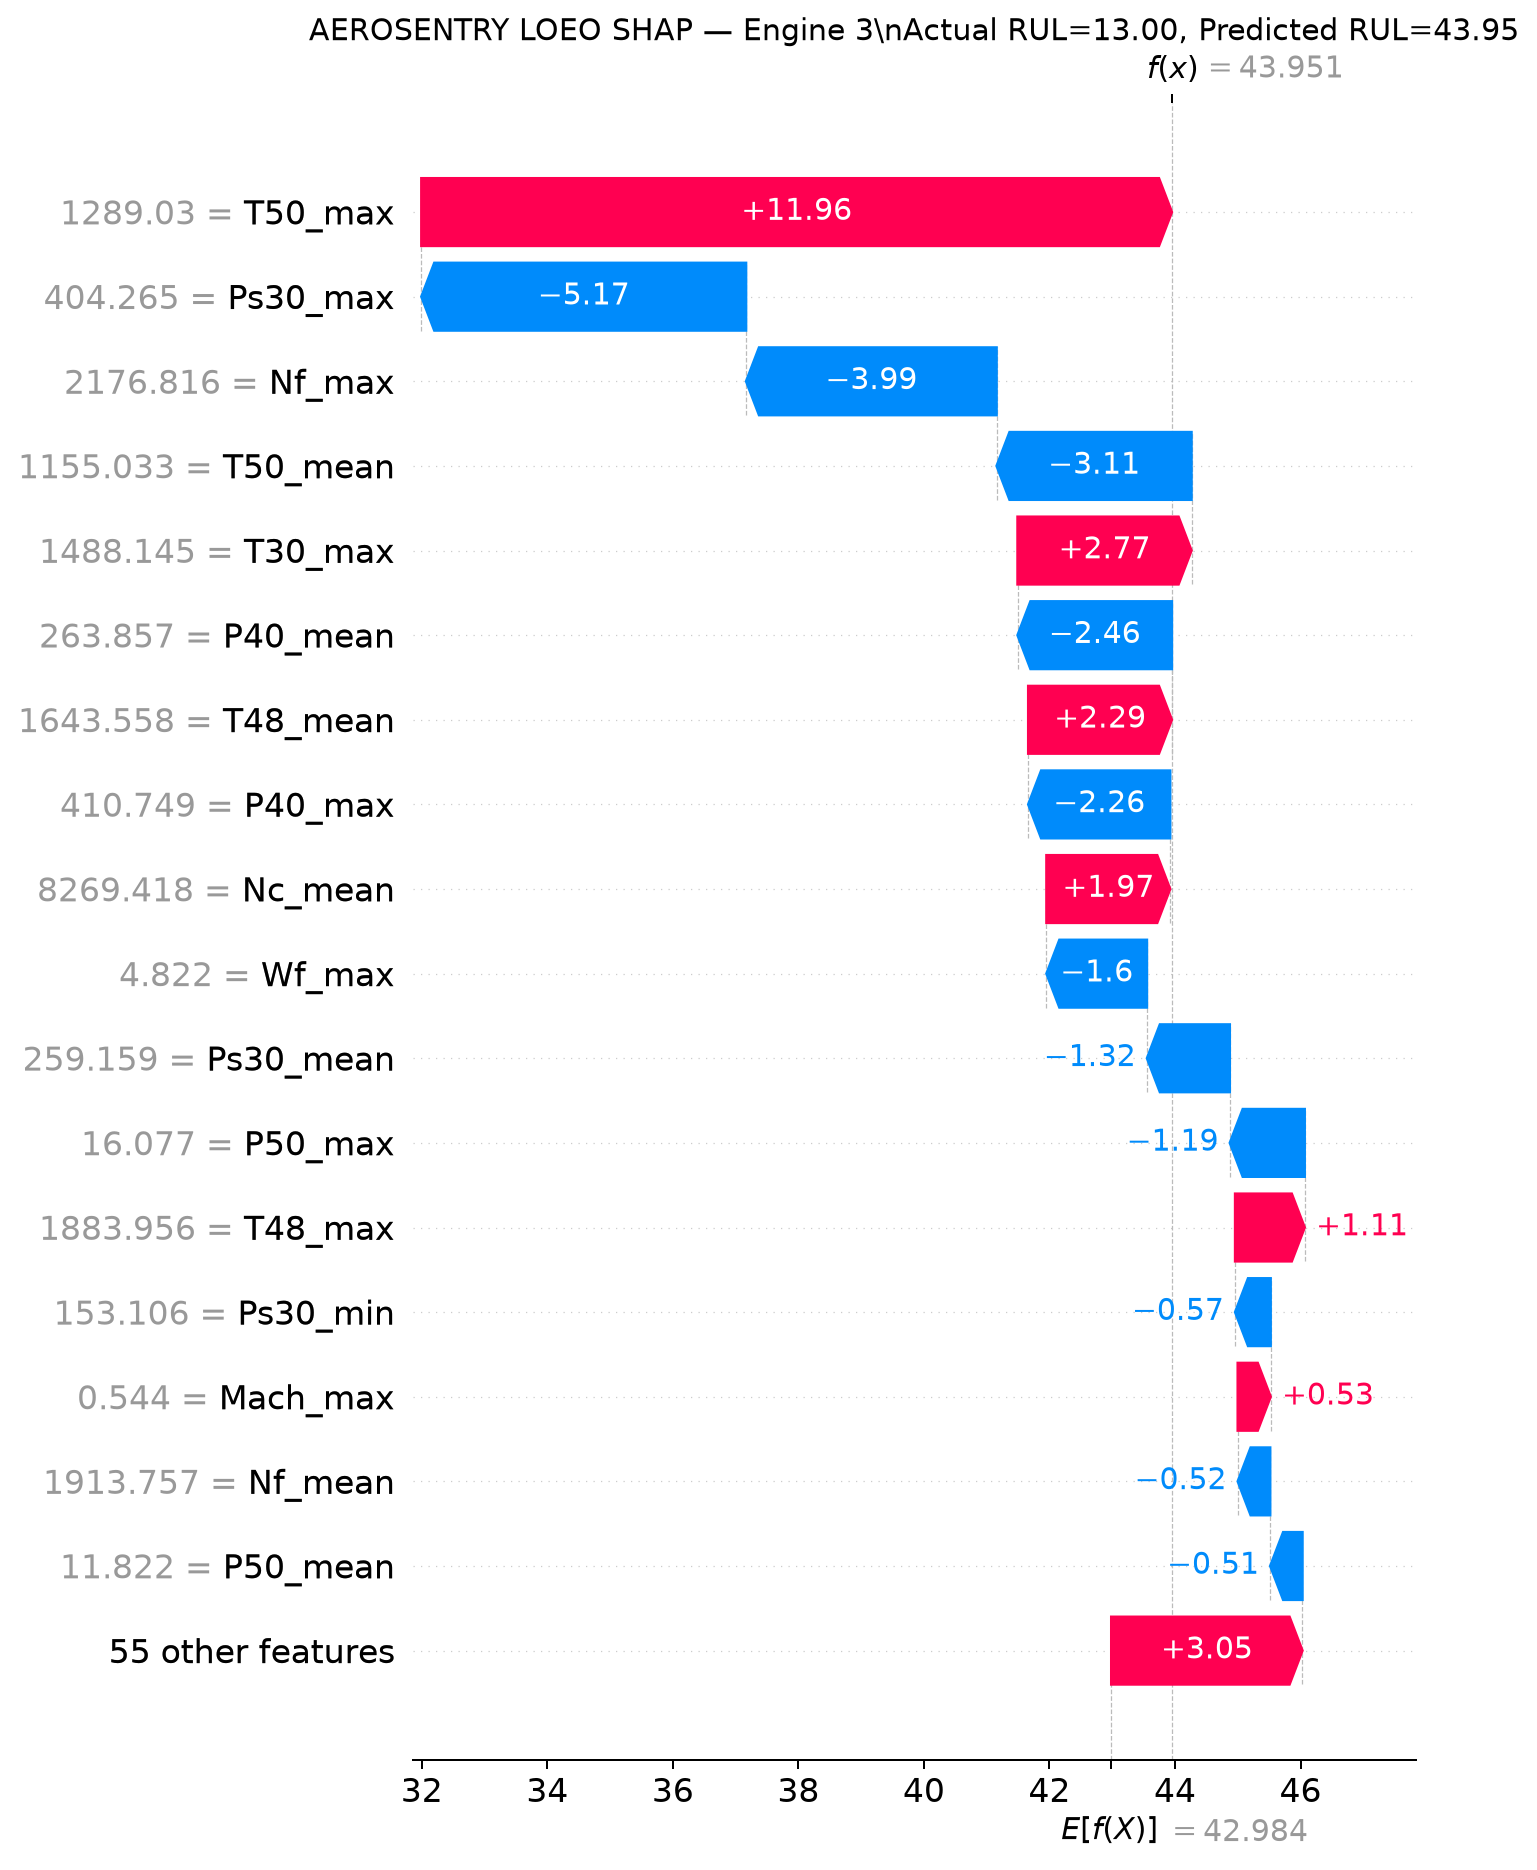 AEROSENTRY LOEO SHAP — Engine 3\nActual RUL=13.00, Predicted RUL=43.95
f(x) = 43.951
1289.03 = T50_max +11.96
404.265 = Ps30_max −5.17
2176.816 = Nf_max −3.99
1155.033 = T50_mean −3.11
1488.145 = T30_max +2.77
263.857 = P40_mean −2.46
1643.558 = T48_mean +2.29
410.749 = P40_max −2.26
8269.418 = Nc_mean +1.97
4.822 = Wf_max −1.6
259.159 = Ps30_mean −1.32
16.077 = P50_max −1.19
1883.956 = T48_max +1.11
153.106 = Ps30_min −0.57
0.544 = Mach_max +0.53
1913.757 = Nf_mean −0.52
11.822 = P50_mean −0.51
55 other features +3.05
32 34 36 38 40 42 44 46
E[f(X)] = 42.984